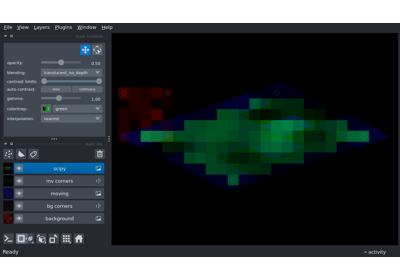 File View Layers Plugins Window Help
opacity: 0.50
blending: translucent_no_depth
contrast limits:
auto-contrast: once continuous
gamma: 1.00
colormap: green
interpolation: nearest
scipy
mv corners
moving
bg corners
background
Ready
activity